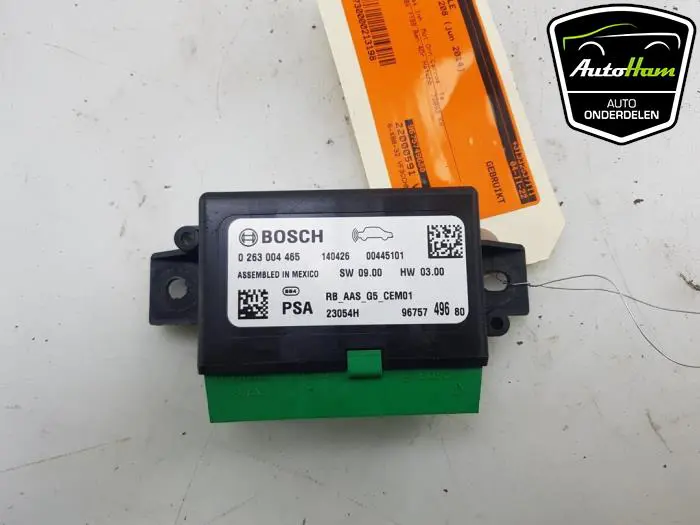 AutoHam
AUTO
ONDERDELEN
208 (Jun 2014)
22000591
GEBRUIKT
BOSCH
0 263 004 465 140426 00445101
ASSEMBLED IN MEXICO SW 09.00 HW 03.00
RB_AAS_G5_CEM01
PSA 23054H 96757 496 80